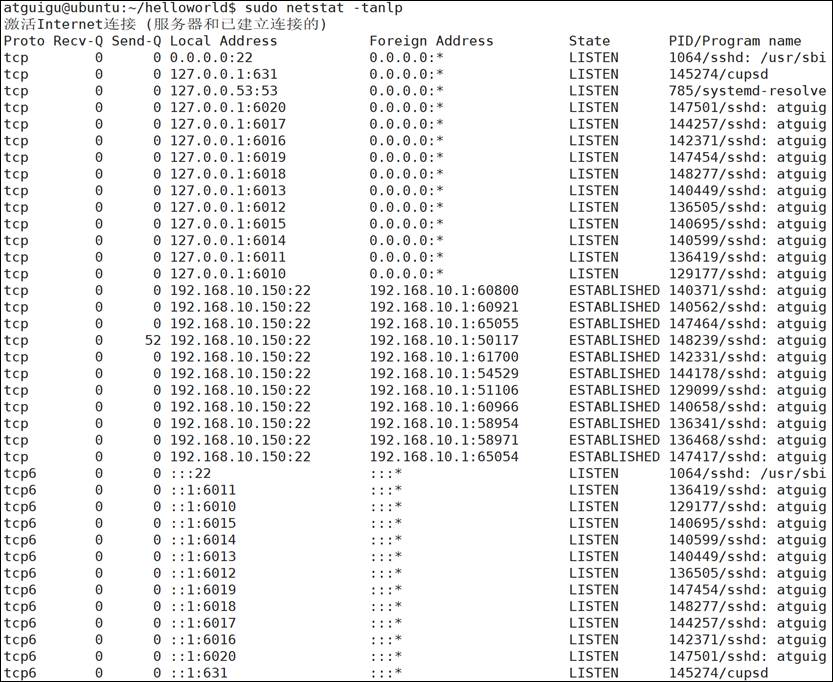 atguigu@ubuntu:~/helloworld$ sudo netstat -tanlp
激活Internet连接 (服务器和已建立连接的)
Proto Recv-Q Send-Q Local Address           Foreign Address         State       PID/Program name
tcp        0      0 0.0.0.0:22              0.0.0.0:*               LISTEN      1064/sshd: /usr/sbi
tcp        0      0 127.0.0.1:631           0.0.0.0:*               LISTEN      145274/cupsd
tcp        0      0 127.0.0.53:53           0.0.0.0:*               LISTEN      785/systemd-resolve
tcp        0      0 127.0.0.1:6020          0.0.0.0:*               LISTEN      147501/sshd: atguig
tcp        0      0 127.0.0.1:6017          0.0.0.0:*               LISTEN      144257/sshd: atguig
tcp        0      0 127.0.0.1:6016          0.0.0.0:*               LISTEN      142371/sshd: atguig
tcp        0      0 127.0.0.1:6019          0.0.0.0:*               LISTEN      147454/sshd: atguig
tcp        0      0 127.0.0.1:6018          0.0.0.0:*               LISTEN      148277/sshd: atguig
tcp        0      0 127.0.0.1:6013          0.0.0.0:*               LISTEN      140449/sshd: atguig
tcp        0      0 127.0.0.1:6012          0.0.0.0:*               LISTEN      136505/sshd: atguig
tcp        0      0 127.0.0.1:6015          0.0.0.0:*               LISTEN      140695/sshd: atguig
tcp        0      0 127.0.0.1:6014          0.0.0.0:*               LISTEN      140599/sshd: atguig
tcp        0      0 127.0.0.1:6011          0.0.0.0:*               LISTEN      136419/sshd: atguig
tcp        0      0 127.0.0.1:6010          0.0.0.0:*               LISTEN      129177/sshd: atguig
tcp        0      0 192.168.10.150:22       192.168.10.1:60800      ESTABLISHED 140371/sshd: atguig
tcp        0      0 192.168.10.150:22       192.168.10.1:60921      ESTABLISHED 140562/sshd: atguig
tcp        0      0 192.168.10.150:22       192.168.10.1:65055      ESTABLISHED 147464/sshd: atguig
tcp        0     52 192.168.10.150:22       192.168.10.1:50117      ESTABLISHED 148239/sshd: atguig
tcp        0      0 192.168.10.150:22       192.168.10.1:61700      ESTABLISHED 142331/sshd: atguig
tcp        0      0 192.168.10.150:22       192.168.10.1:54529      ESTABLISHED 144178/sshd: atguig
tcp        0      0 192.168.10.150:22       192.168.10.1:51106      ESTABLISHED 129099/sshd: atguig
tcp        0      0 192.168.10.150:22       192.168.10.1:60966      ESTABLISHED 140658/sshd: atguig
tcp        0      0 192.168.10.150:22       192.168.10.1:58954      ESTABLISHED 136341/sshd: atguig
tcp        0      0 192.168.10.150:22       192.168.10.1:58971      ESTABLISHED 136468/sshd: atguig
tcp        0      0 192.168.10.150:22       192.168.10.1:65054      ESTABLISHED 147417/sshd: atguig
tcp6       0      0 :::22                   :::*                    LISTEN      1064/sshd: /usr/sbi
tcp6       0      0 ::1:6011                :::*                    LISTEN      136419/sshd: atguig
tcp6       0      0 ::1:6010                :::*                    LISTEN      129177/sshd: atguig
tcp6       0      0 ::1:6015                :::*                    LISTEN      140695/sshd: atguig
tcp6       0      0 ::1:6014                :::*                    LISTEN      140599/sshd: atguig
tcp6       0      0 ::1:6013                :::*                    LISTEN      140449/sshd: atguig
tcp6       0      0 ::1:6012                :::*                    LISTEN      136505/sshd: atguig
tcp6       0      0 ::1:6019                :::*                    LISTEN      147454/sshd: atguig
tcp6       0      0 ::1:6018                :::*                    LISTEN      148277/sshd: atguig
tcp6       0      0 ::1:6017                :::*                    LISTEN      144257/sshd: atguig
tcp6       0      0 ::1:6016                :::*                    LISTEN      142371/sshd: atguig
tcp6       0      0 ::1:6020                :::*                    LISTEN      147501/sshd: atguig
tcp6       0      0 ::1:631                 :::*                    LISTEN      145274/cupsd